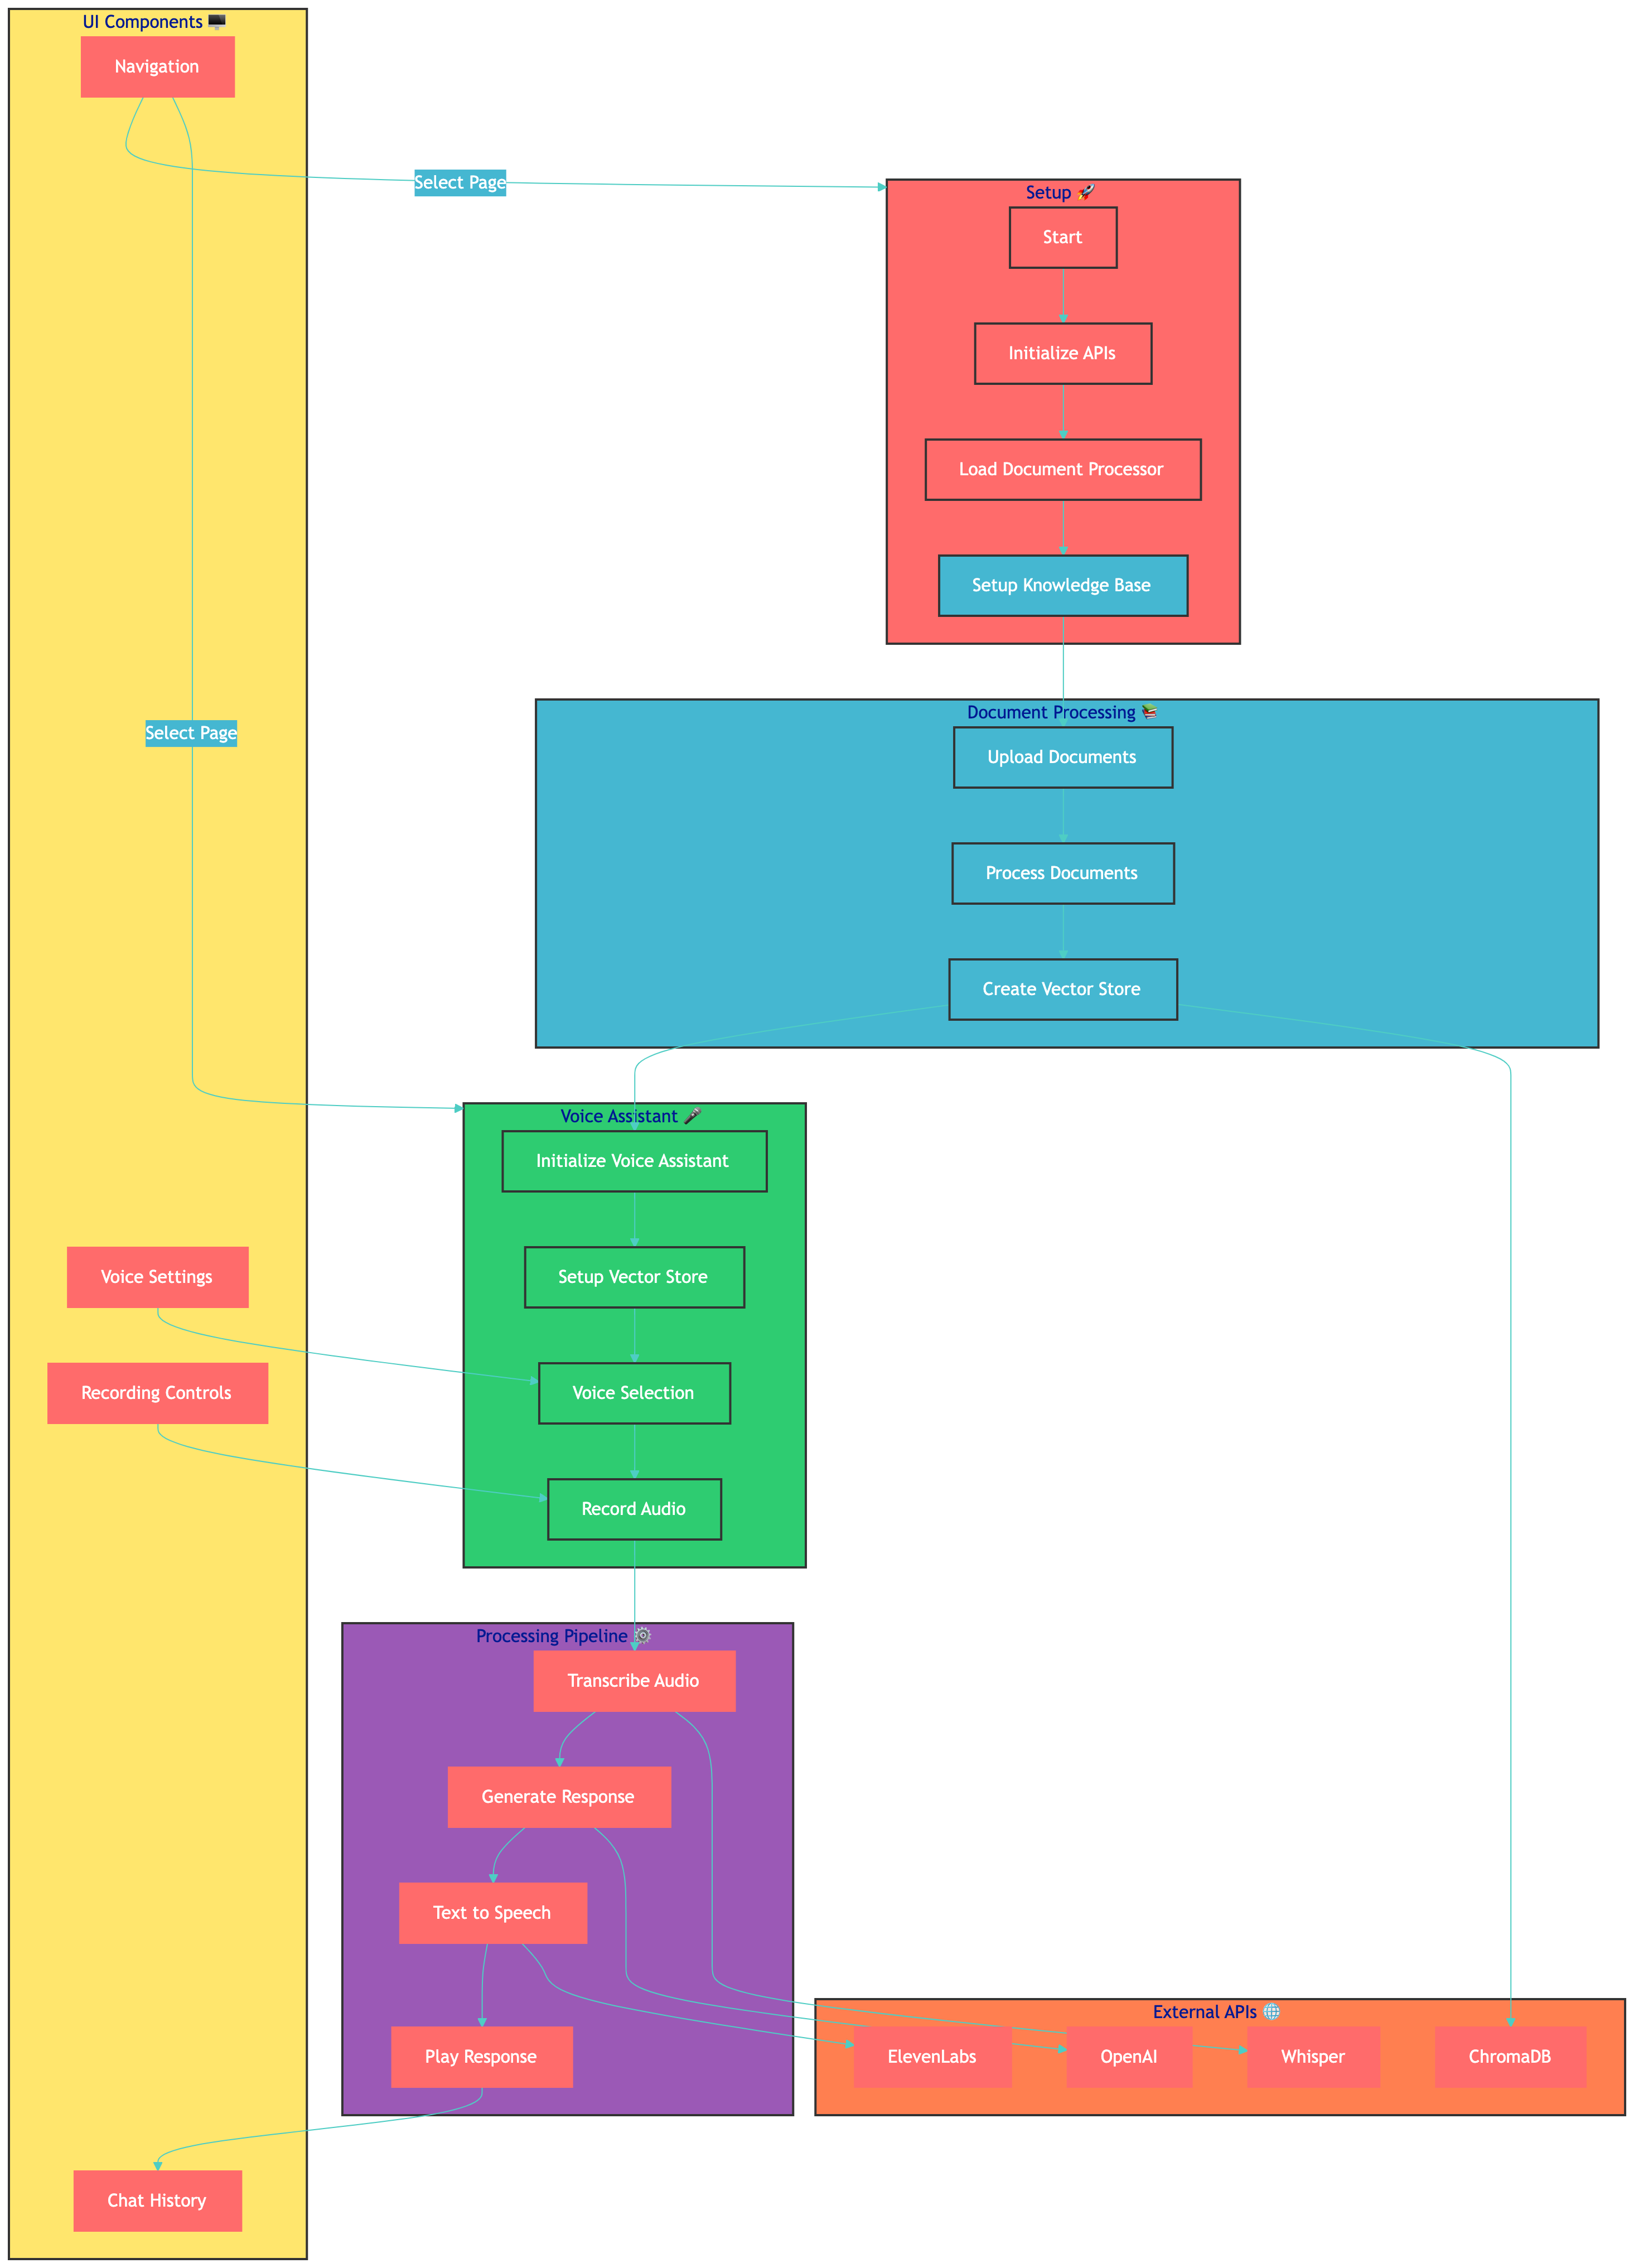 UI Components 🖥️
Navigation
Select Page
Setup 🚀
Start
Initialize APIs
Load Document Processor
Setup Knowledge Base
Select Page
Document Processing 📚
Upload Documents
Process Documents
Create Vector Store
Voice Assistant 🎤
Initialize Voice Assistant
Voice Settings
Setup Vector Store
Recording Controls
Voice Selection
Record Audio
Processing Pipeline ⚙️
Transcribe Audio
Generate Response
Text to Speech
Play Response
External APIs 🌐
ElevenLabs
OpenAI
Whisper
ChromaDB
Chat History